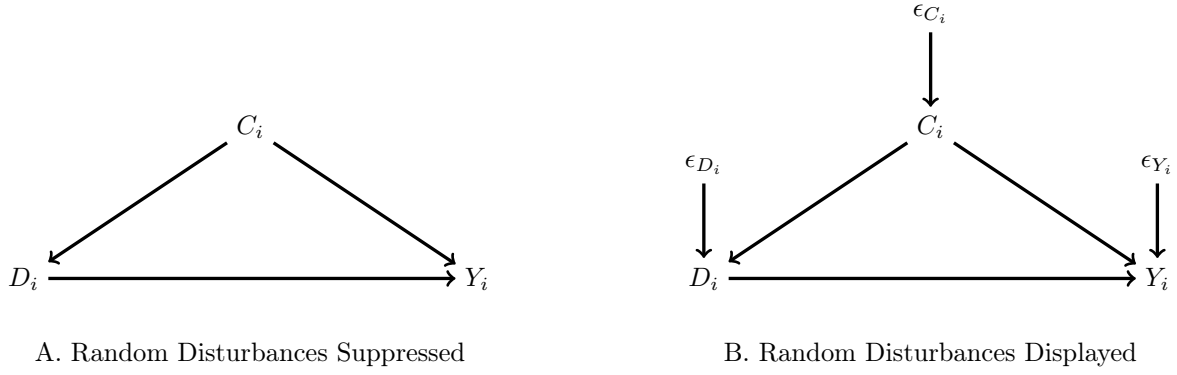 ϵ_{C_i}
C_i C_i
ϵ_{D_i} ϵ_{Y_i}
D_i Y_i D_i Y_i
A. Random Disturbances Suppressed
B. Random Disturbances Displayed